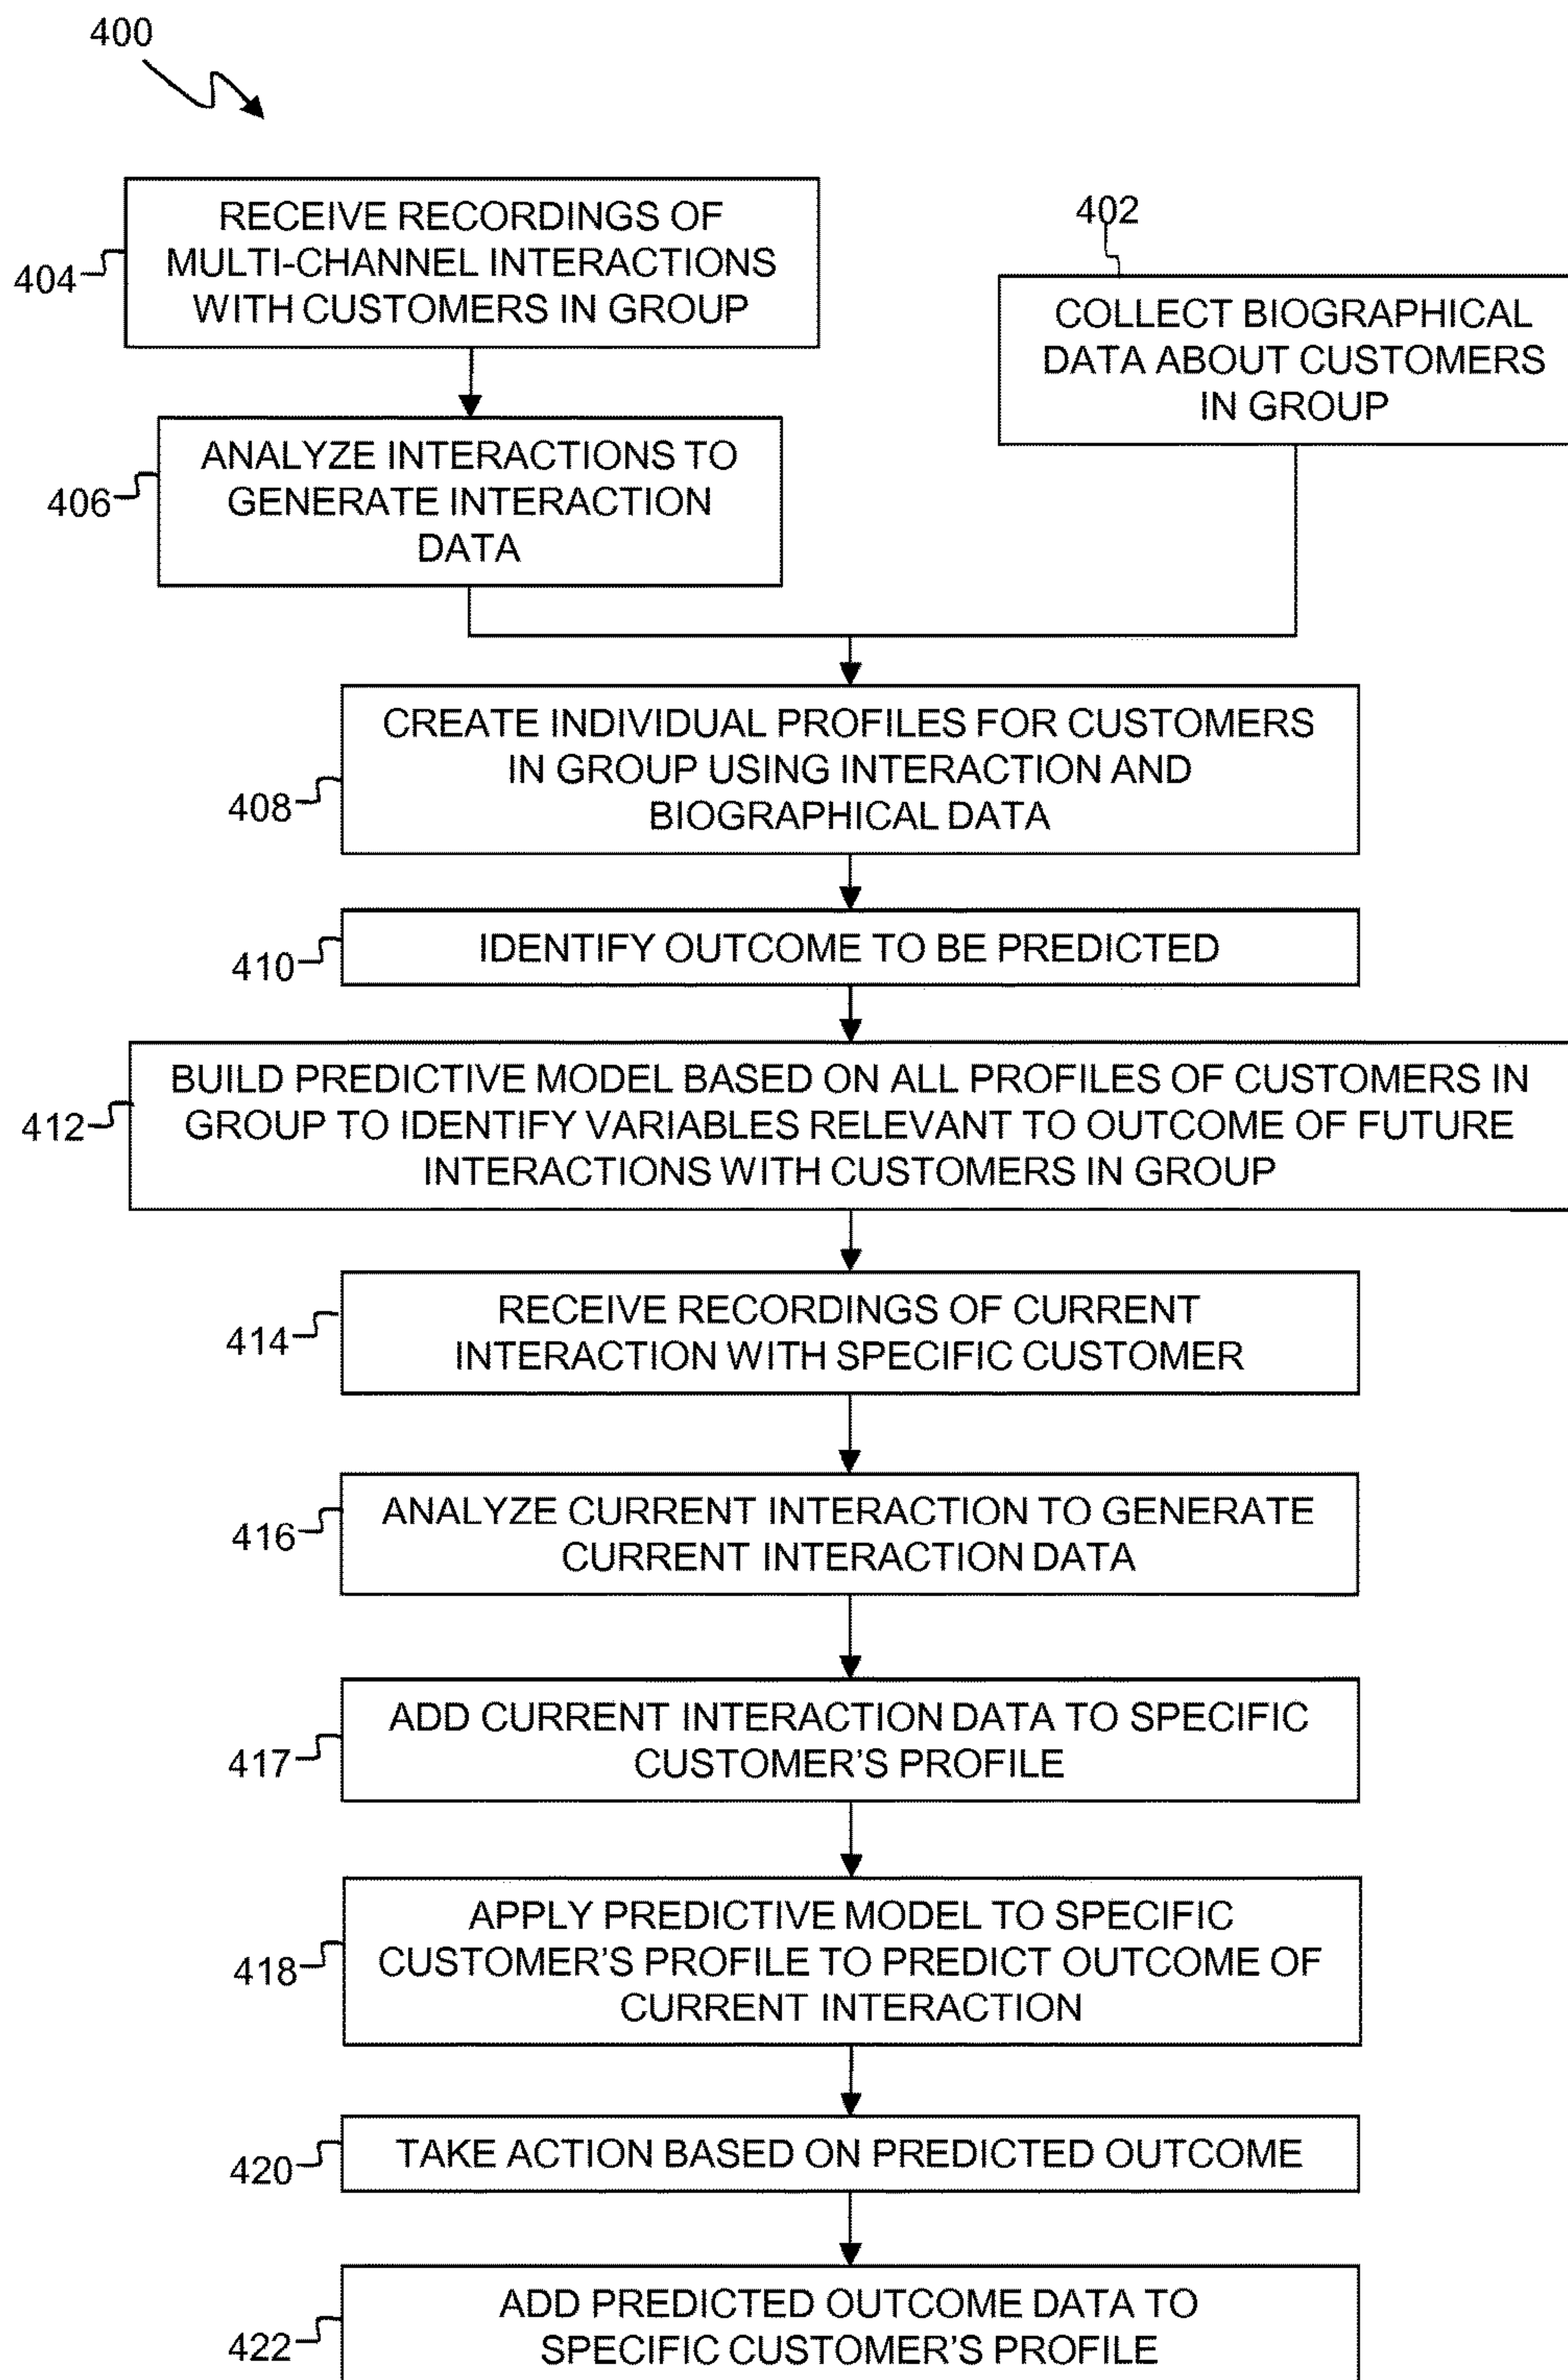 400
RECEIVE RECORDINGS OF
MULTI-CHANNEL INTERACTIONS
WITH CUSTOMERS IN GROUP
404
402
COLLECT BIOGRAPHICAL
DATA ABOUT CUSTOMERS
IN GROUP
ANALYZE INTERACTIONS TO
GENERATE INTERACTION
DATA
406
CREATE INDIVIDUAL PROFILES FOR CUSTOMERS
IN GROUP USING INTERACTION AND
BIOGRAPHICAL DATA
408
IDENTIFY OUTCOME TO BE PREDICTED
410
BUILD PREDICTIVE MODEL BASED ON ALL PROFILES OF CUSTOMERS IN
GROUP TO IDENTIFY VARIABLES RELEVANT TO OUTCOME OF FUTURE
INTERACTIONS WITH CUSTOMERS IN GROUP
412
RECEIVE RECORDINGS OF CURRENT
INTERACTION WITH SPECIFIC CUSTOMER
414
ANALYZE CURRENT INTERACTION TO GENERATE
CURRENT INTERACTION DATA
416
ADD CURRENT INTERACTION DATA TO SPECIFIC
CUSTOMER'S PROFILE
417
APPLY PREDICTIVE MODEL TO SPECIFIC
CUSTOMER'S PROFILE TO PREDICT OUTCOME OF
CURRENT INTERACTION
418
TAKE ACTION BASED ON PREDICTED OUTCOME
420
ADD PREDICTED OUTCOME DATA TO
SPECIFIC CUSTOMER'S PROFILE
422